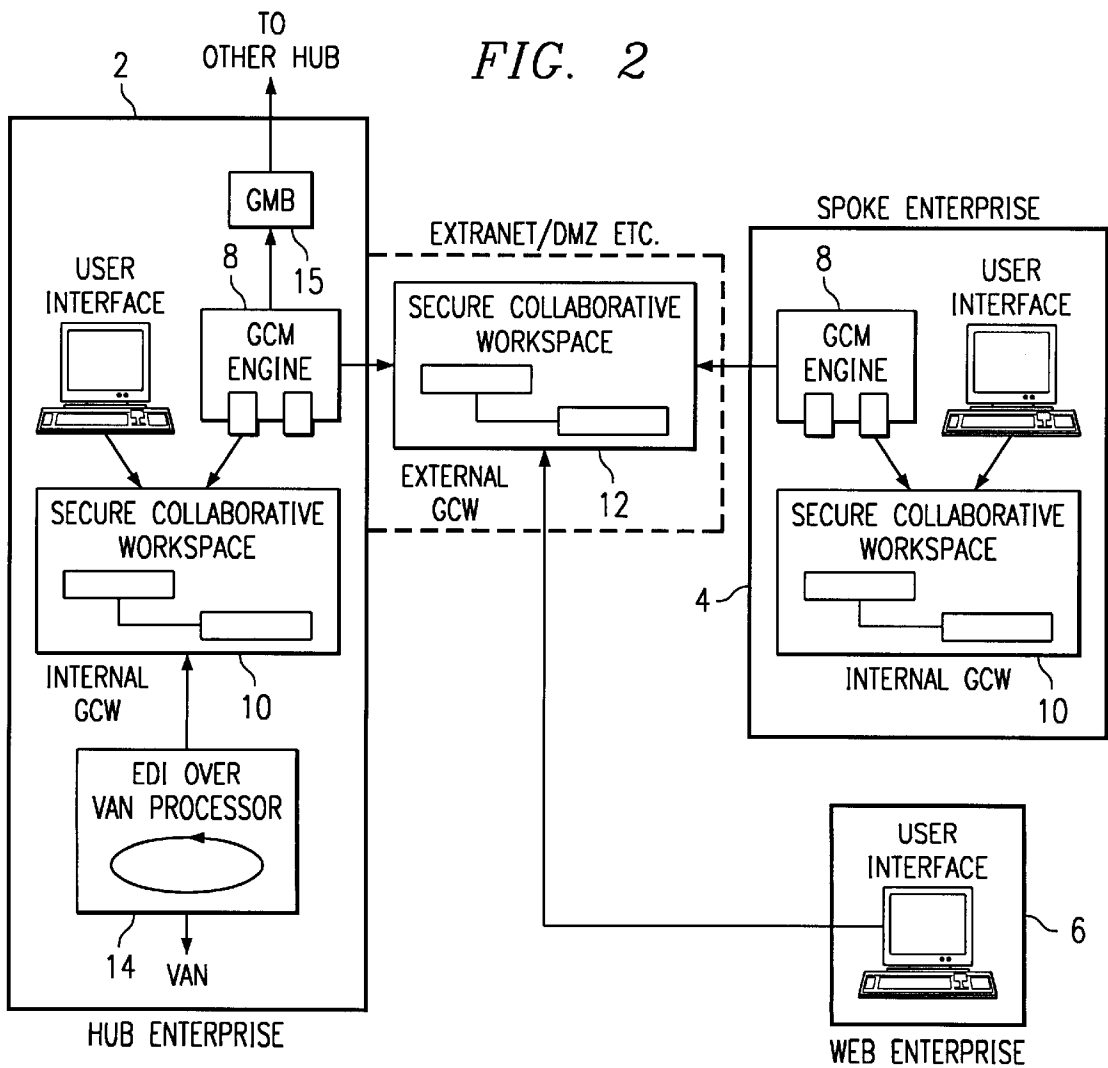 TO
OTHER HUB
FIG. 2
2
GMB
15
8
USER
INTERFACE
GCM
ENGINE
EXTRANET/DMZ ETC.
SECURE COLLABORATIVE
WORKSPACE
EXTERNAL
GCW
12
SPOKE ENTERPRISE
8
GCM
ENGINE
USER
INTERFACE
SECURE COLLABORATIVE
WORKSPACE
INTERNAL
GCW
10
4
SECURE COLLABORATIVE
WORKSPACE
INTERNAL GCW
10
EDI OVER
VAN PROCESSOR
14
VAN
HUB ENTERPRISE
USER
INTERFACE
6
WEB ENTERPRISE